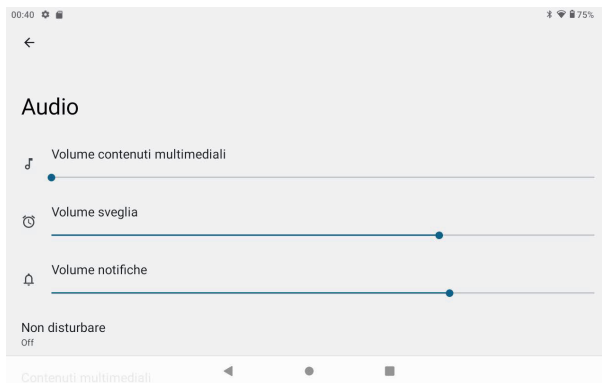 00:40 75%
Audio
Volume contenuti multimediali
Volume sveglia
Volume notifiche
Non disturbare
Off
Contenuti multimediali